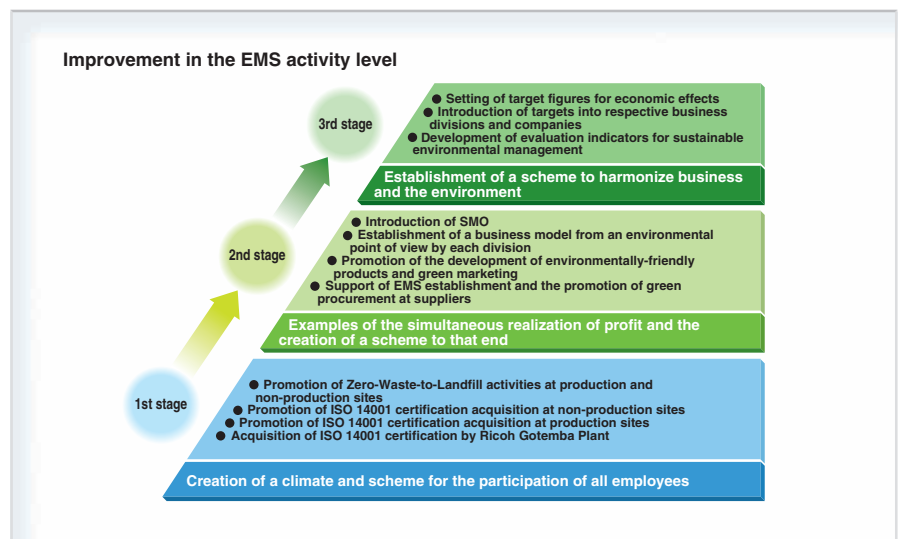 Improvement in the EMS activity level
3rd stage
● Setting of target figures for economic effects
● Introduction of targets into respective business
divisions and companies
● Development of evaluation indicators for sustainable
environmental management
Establishment of a scheme to harmonize business
and the environment
2nd stage
● Introduction of SMO
● Establishment of a business model from an environmental
point of view by each division
● Promotion of the development of environmentally-friendly
products and green marketing
● Support of EMS establishment and the promotion of green
procurement at suppliers
Examples of the simultaneous realization of profit and the
creation of a scheme to that end
1st stage
● Promotion of Zero-Waste-to-Landfill activities at production and
non-production sites
● Promotion of ISO 14001 certification acquisition at non-production sites
● Promotion of ISO 14001 certification acquisition at production sites
● Acquisition of ISO 14001 certification by Ricoh Gotemba Plant
Creation of a climate and scheme for the participation of all employees